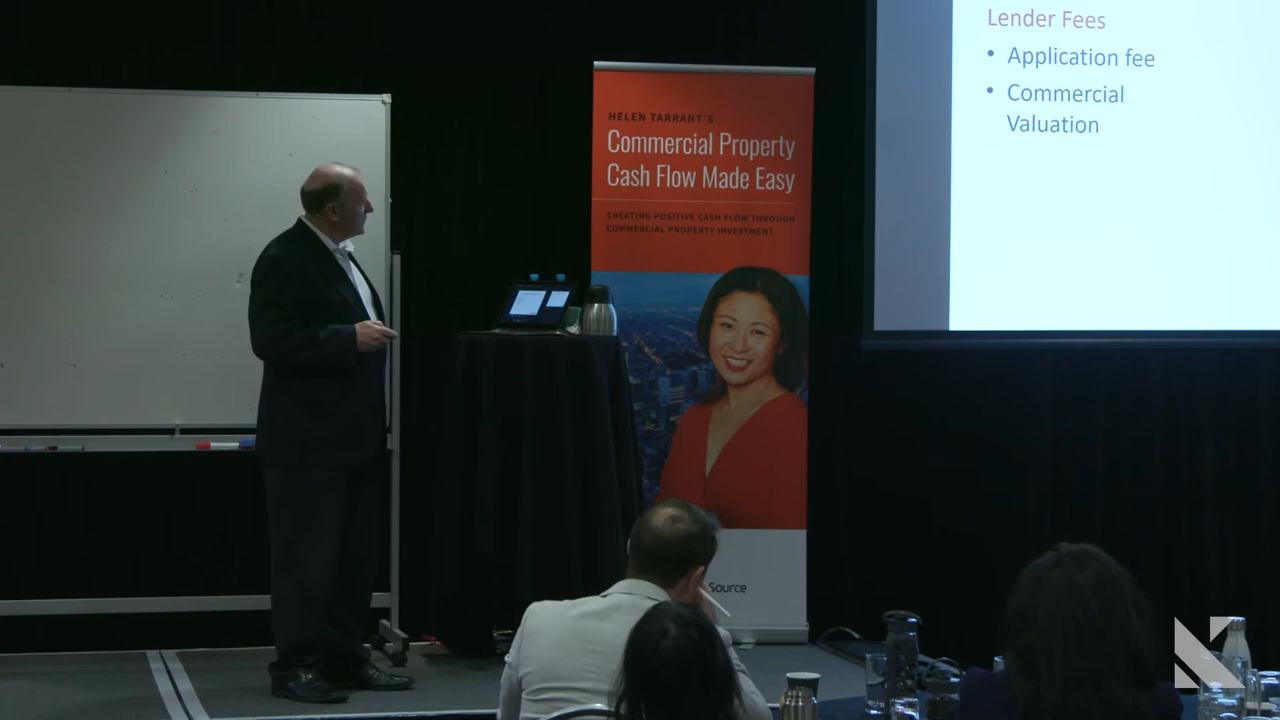 HELEN TARRANT'S
Commercial Property
Cash Flow Made Easy
CREATING POSITIVE CASH FLOW THROUGH
COMMERCIAL PROPERTY INVESTMENT
Source
Lender Fees
• Application fee
• Commercial
Valuation